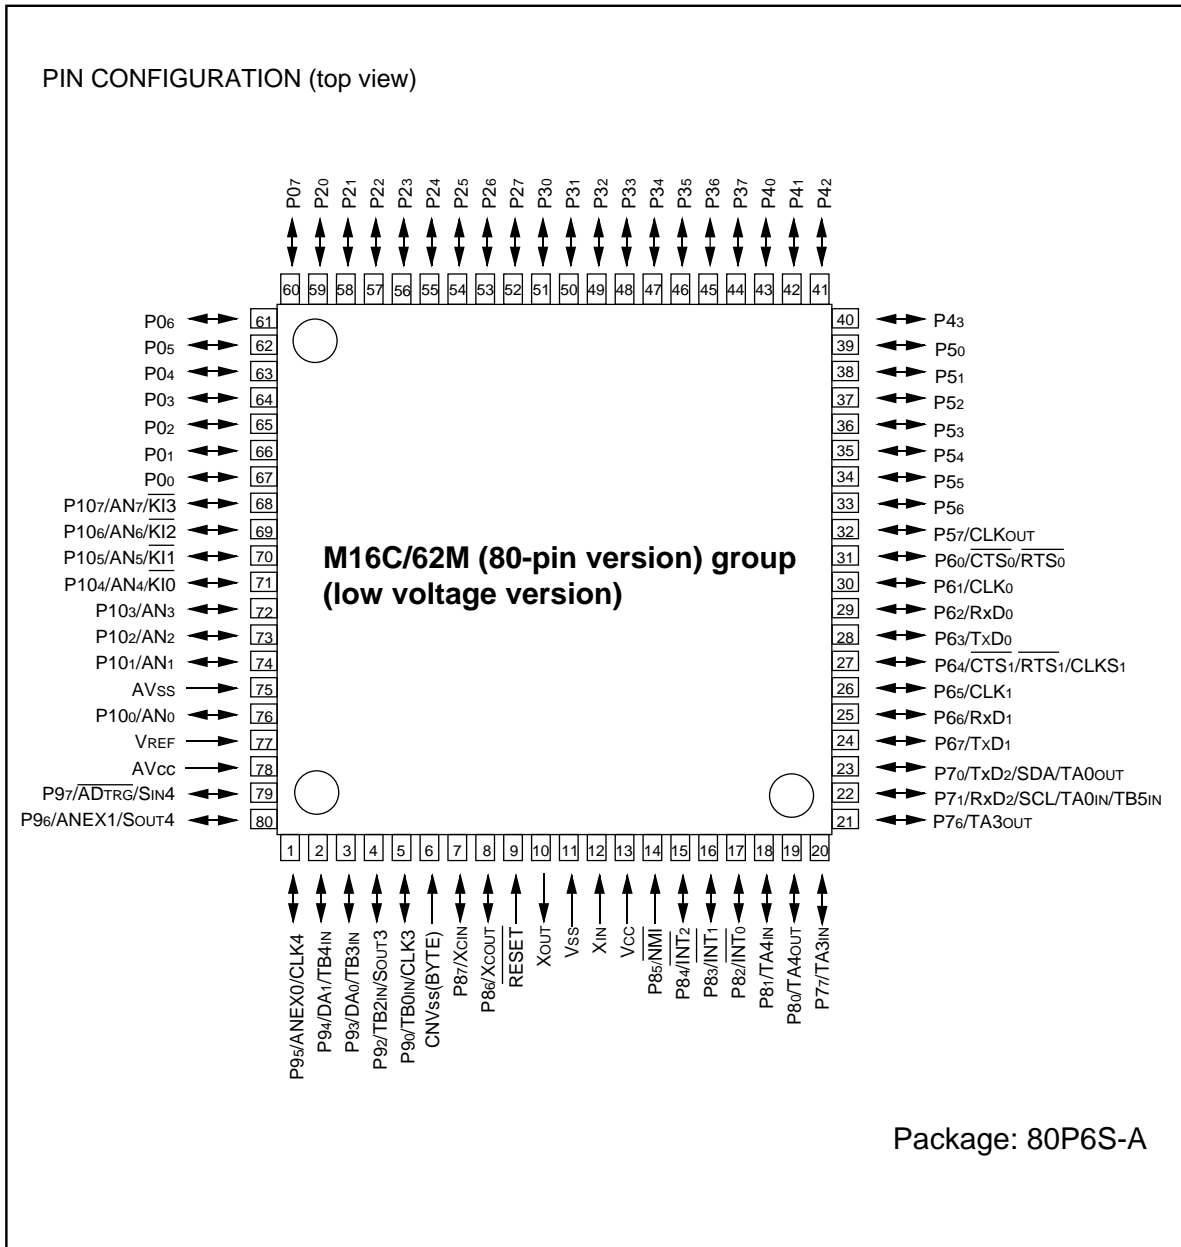 PIN CONFIGURATION (top view)
P07
P20
P21
P22
P23
P24
P25
P26
P27
P30
P31
P32
P33
P34
P35
P36
P37
P40
P41
P42
60
59
58
57
56
55
54
53
52
51
50
49
48
47
46
45
44
43
42
41
P06 61
P05 62
P04 63
P03 64
P02 65
P01 66
P00 67
P107/AN7/KI3 68
P106/AN6/KI2 69
P105/AN5/KI1 70
P104/AN4/KI0 71
P103/AN3 72
P102/AN2 73
P101/AN1 74
AVSS 75
P100/AN0 76
VREF 77
AVCC 78
P97/ADTRG/SIN4 79
P96/ANEX1/SOUT4 80
M16C/62M (80-pin version) group
(low voltage version)
40 P43
39 P50
38 P51
37 P52
36 P53
35 P54
34 P55
33 P56
32 P57/CLKOUT
31 P60/CTS0/RTS0
30 P61/CLK0
29 P62/RxD0
28 P63/TXD0
27 P64/CTS1/RTS1/CLKS1
26 P65/CLK1
25 P66/RxD1
24 P67/TXD1
23 P70/TXD2/SDA/TA0OUT
22 P71/RxD2/SCL/TA0IN/TB5IN
21 P76/TA3OUT
1
2
3
4
5
6
7
8
9
10
11
12
13
14
15
16
17
18
19
20
P95/ANEX0/CLK4
P94/DA1/TB4IN
P93/DA0/TB3IN
P92/TB2IN/SOUT3
P90/TB0IN/CLK3
CNVss(BYTE)
P87/XCIN
P86/XCOUT
RESET
XOUT
VSS
XIN
VCC
P85/NMI
P84/INT2
P83/INT1
P82/INT0
P81/TA4IN
P80/TA4OUT
P77/TA3IN
Package: 80P6S-A